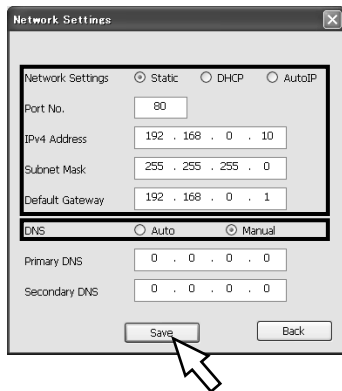 Network Settings
Network Settings Static DHCP AutoIP
Port No. 80
IPv4 Address 192 . 168 . 0 . 10
Subnet Mask 255 . 255 . 255 . 0
Default Gateway 192 . 168 . 0 . 1
DNS Auto Manual
Primary DNS 0 . 0 . 0 . 0
Secondary DNS 0 . 0 . 0 . 0
Save Back